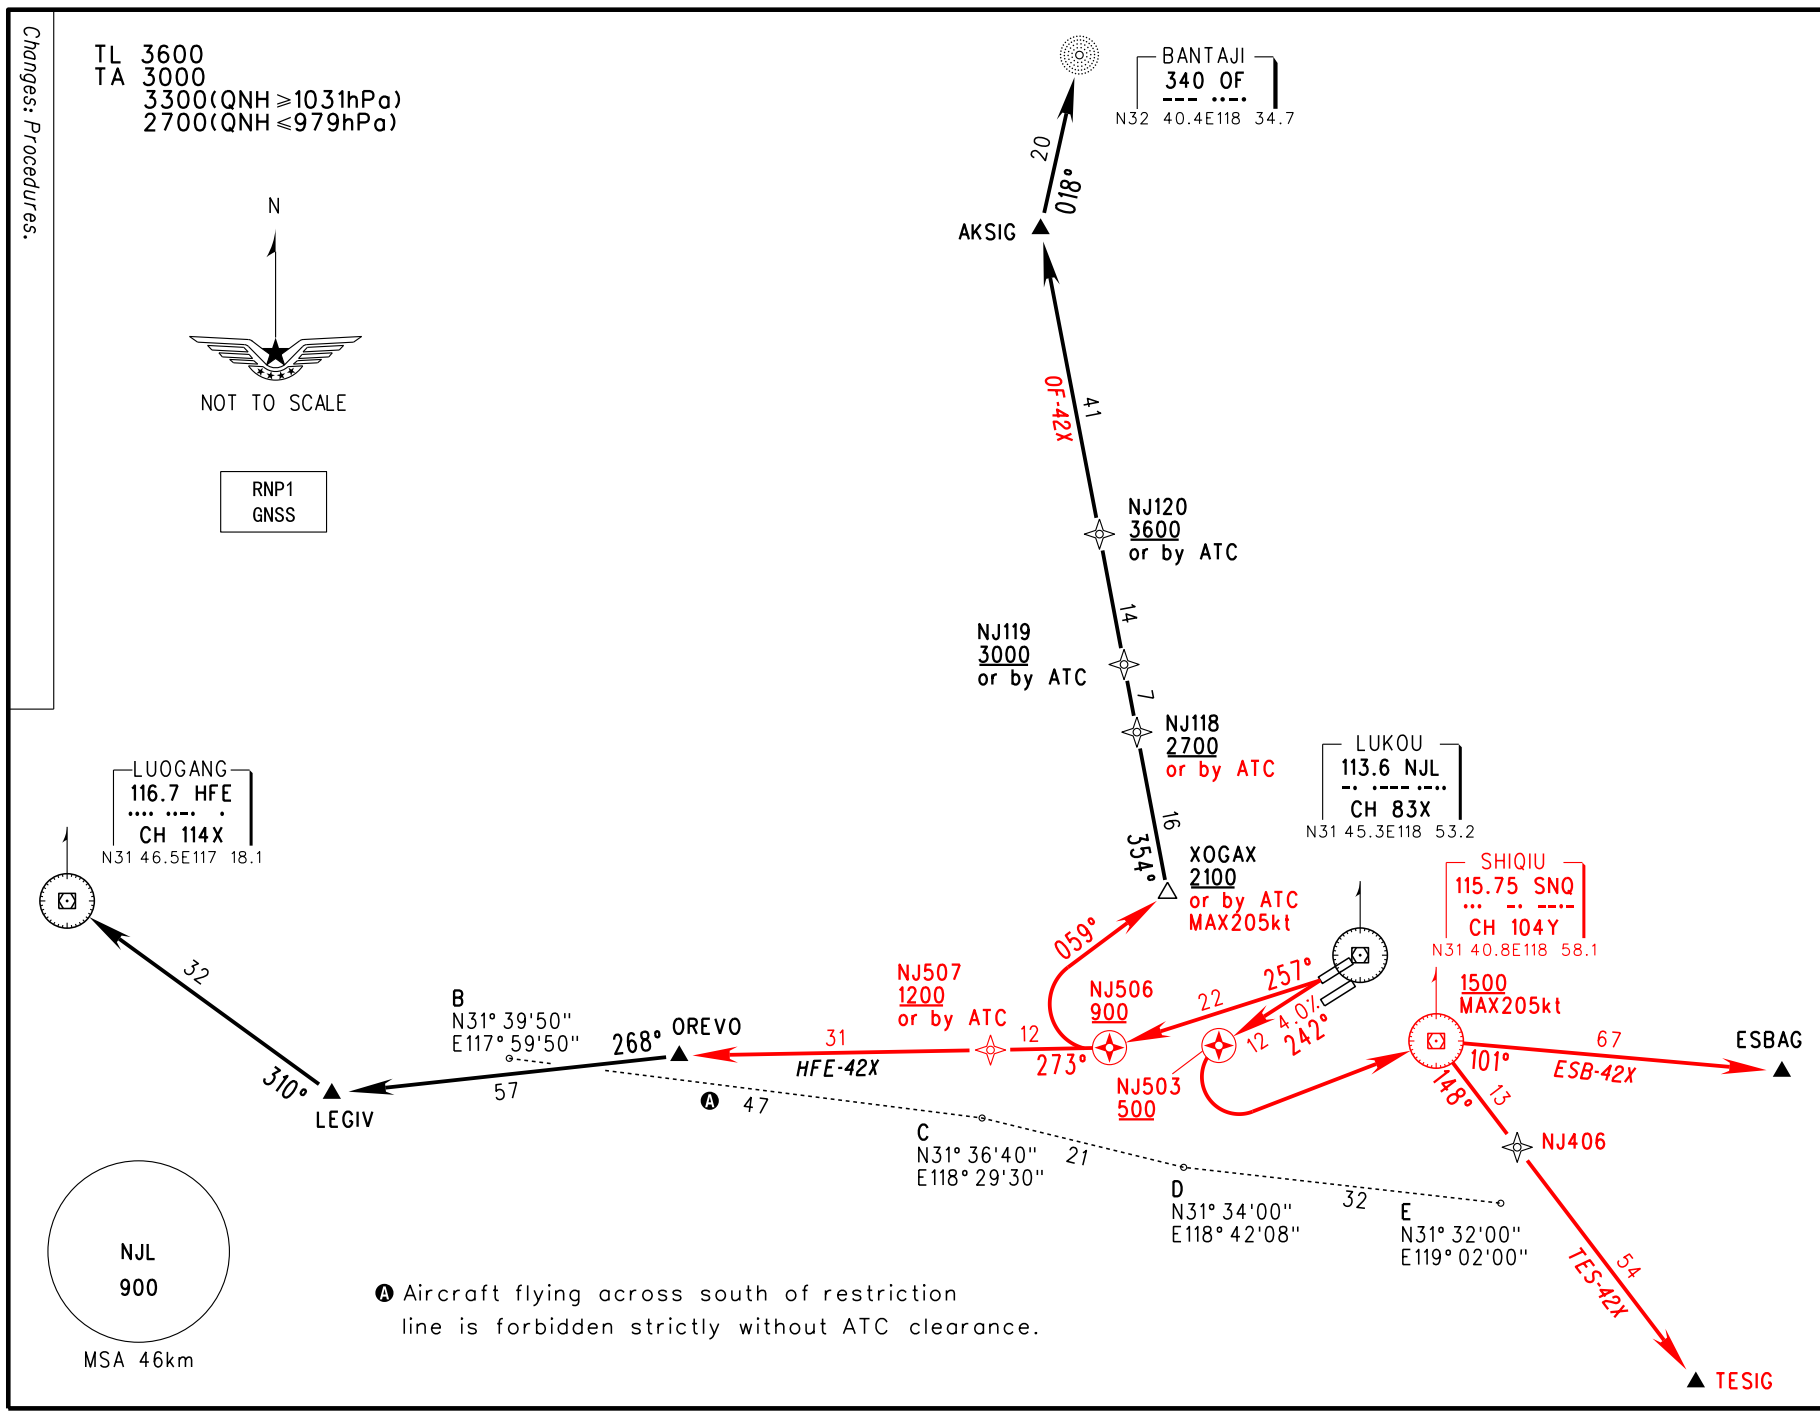 Changes: Procedures.
TL 3600
TA 3000
3300(QNH ≥1031hPa)
2700(QNH ≤979hPa)
N
NOT TO SCALE
RNP1
GNSS
BANTAJI
340 OF
N32 40.4E118 34.7
20
018°
AKSIG
OF-42X
41
NJ120
3600
or by ATC
14
NJ119
3000
or by ATC
7
NJ118
2700
or by ATC
16
354°
XOGAX
2100
or by ATC
MAX205kt
LUKOU
113.6 NJL
CH 83X
N31 45.3E118 53.2
LUOGANG
116.7 HFE
CH 114X
N31 46.5E117 18.1
SHIQIU
115.75 SNQ
CH 104Y
N31 40.8E118 58.1
1500
MAX205kt
059°
257°
22
4.0%
242°
12
NJ507
1200
or by ATC
NJ506
900
12
273°
NJ503
500
31
HFE-42X
OREVO
268°
57
LEGIV
310°
32
67
101°
ESB-42X
ESBAG
148°
13
NJ406
54
TES-42X
TESIG
B
N31° 39'50"
E117° 59'50"
A
47
C
N31° 36'40"
E118° 29'30"
21
D
N31° 34'00"
E118° 42'08"
32
E
N31° 32'00"
E119° 02'00"
NJL
900
MSA 46km
A Aircraft flying across south of restriction
line is forbidden strictly without ATC clearance.